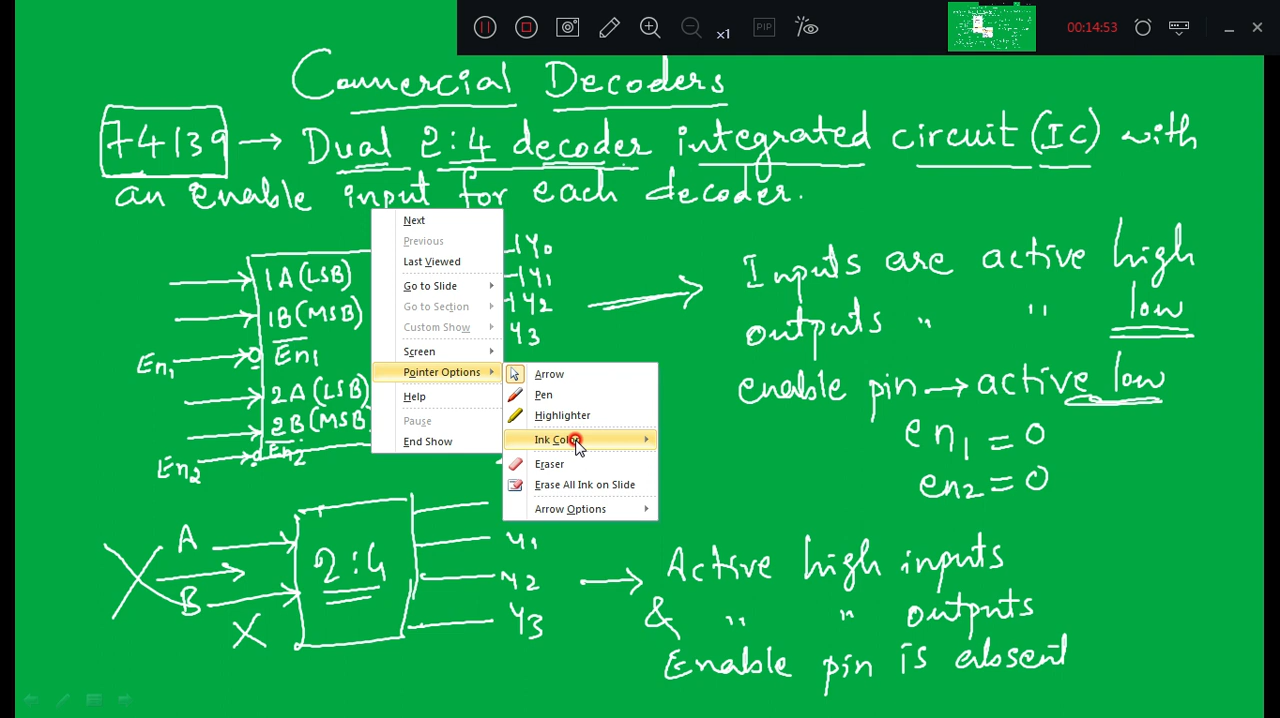 x1
PIP
00:14:53
Commercial Decoders
74139 → Dual 2:4 decoder integrated circuit (IC) with
an enable input for each decoder.
1A (LSB)
1B (MSB)
En1
En1
2A (LSB)
2B (MSB)
En2
En2
1Y0
1Y1
1Y2
Y3
Next
Previous
Last Viewed
Go to Slide
Go to Section
Custom Show
Screen
Pointer Options
Help
Pause
End Show
Arrow
Pen
Highlighter
Ink Color
Eraser
Erase All Ink on Slide
Arrow Options
Inputs are active high
outputs " " low
enable pin → active low
en1 = 0
en2 = 0
A
B
X
2:4
Y1
Y2
Y3
→ Active high inputs
& " " outputs
Enable pin is absent